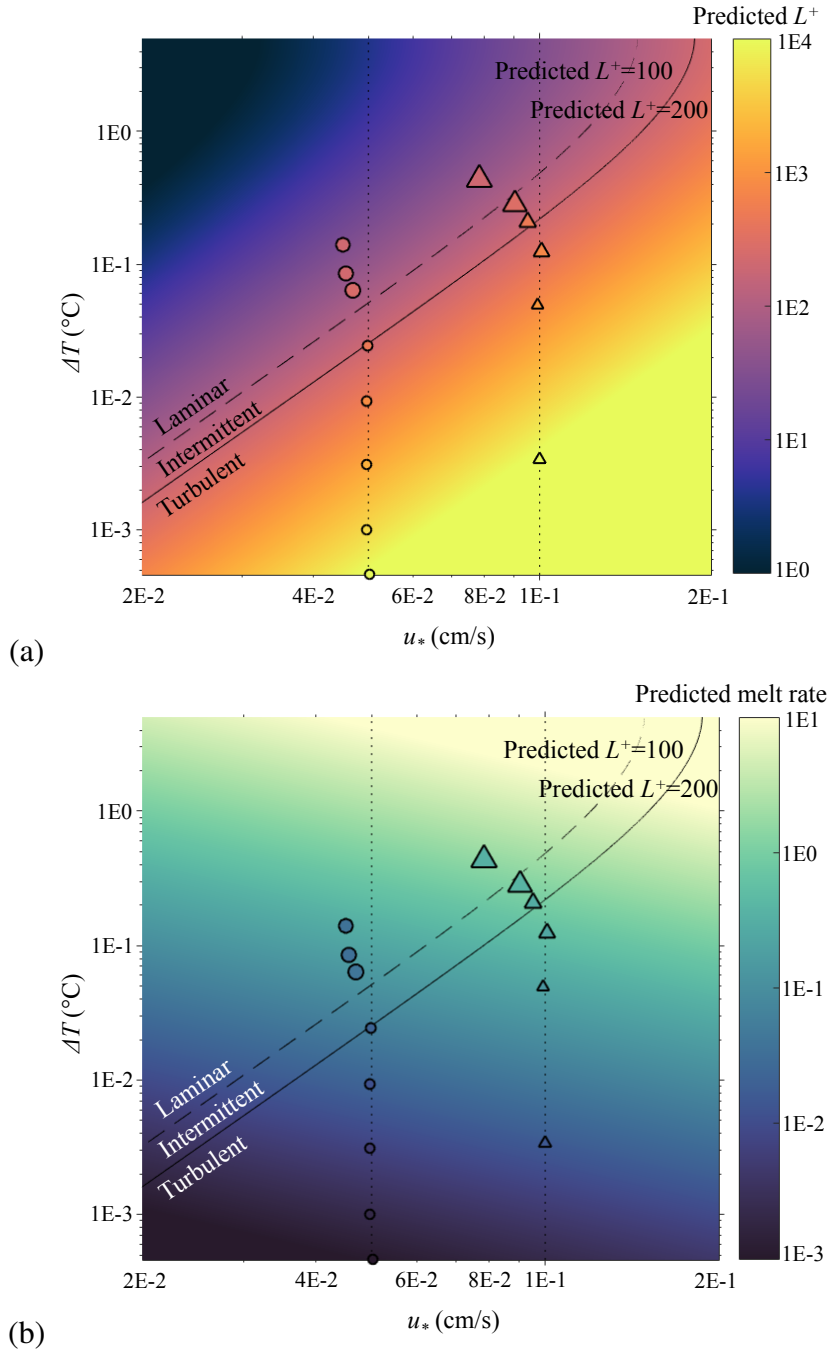 Predicted L⁺
Predicted L⁺=100
Predicted L⁺=200
1E4
1E3
1E2
1E1
1E0
1E0
1E-1
1E-2
1E-3
ΔT (°C)
Laminar
Intermittent
Turbulent
2E-2
4E-2
6E-2
8E-2
1E-1
2E-1
u* (cm/s)
(a)
Predicted melt rate
Predicted L⁺=100
Predicted L⁺=200
1E1
1E0
1E-1
1E-2
1E-3
1E0
1E-1
1E-2
1E-3
ΔT (°C)
Laminar
Intermittent
Turbulent
2E-2
4E-2
6E-2
8E-2
1E-1
2E-1
u* (cm/s)
(b)